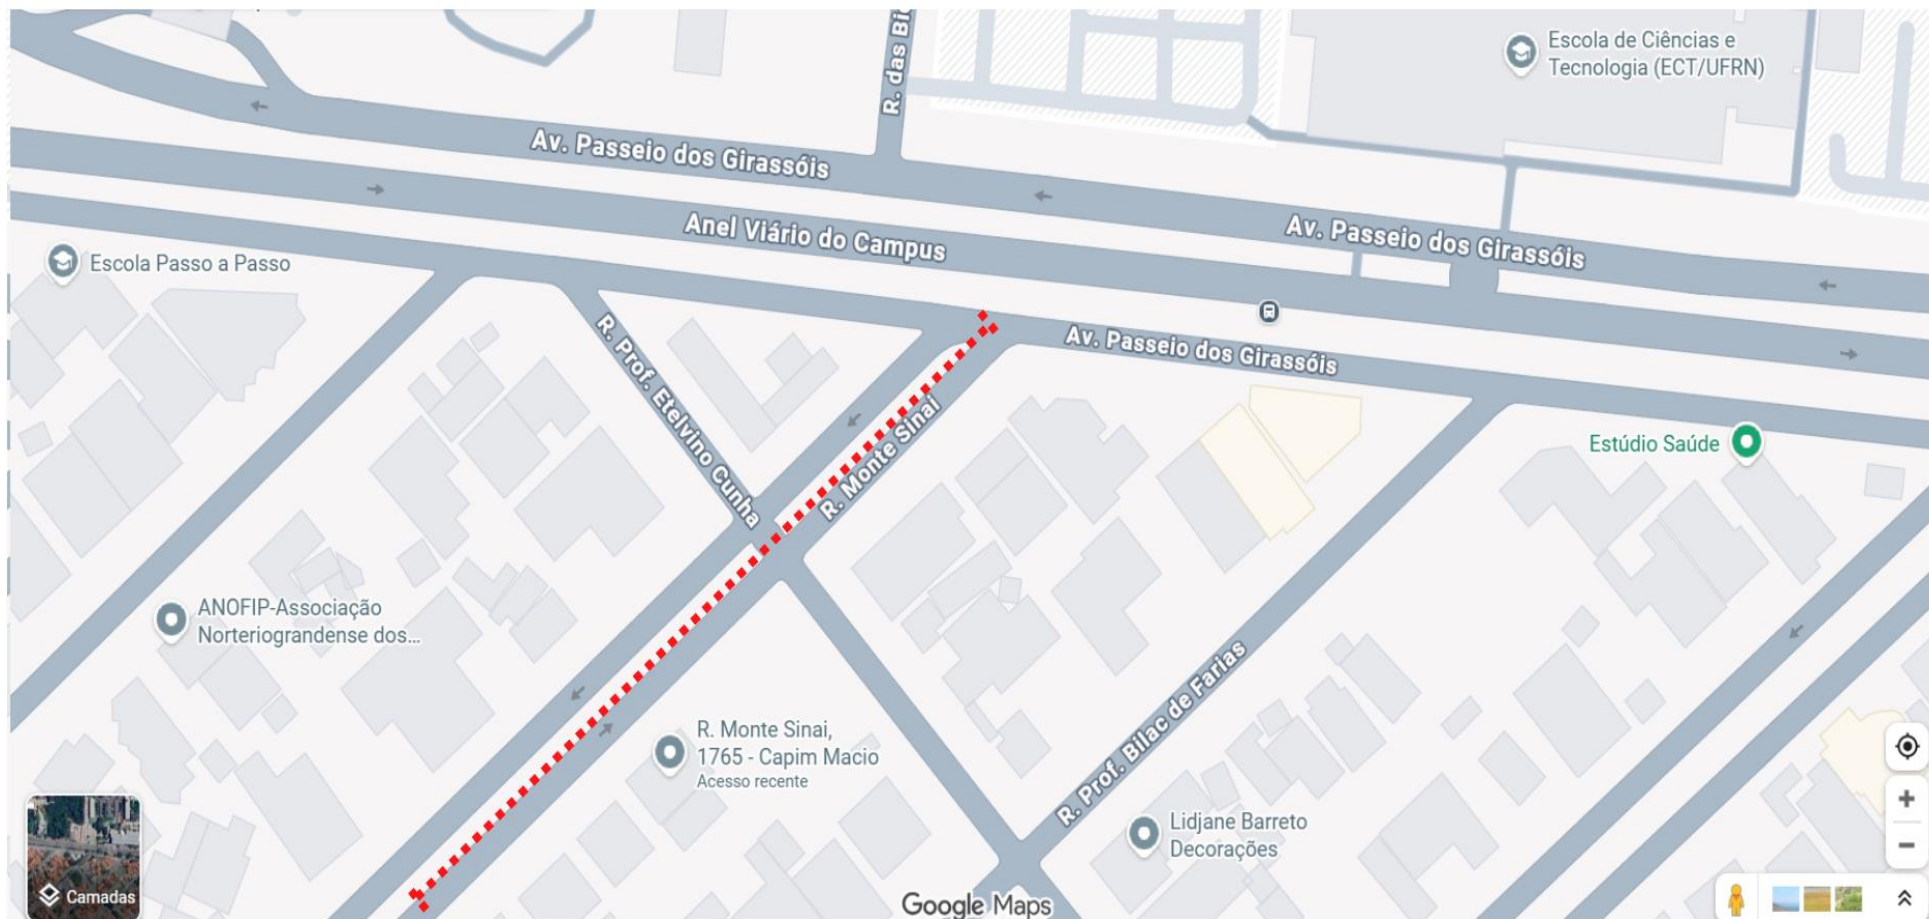 R. das Bio
Escola de Ciências e
Tecnologia (ECT/UFRN)
Av. Passeio dos Girassóis
Av. Passeio dos Girassóis
Anel Viário do Campus
Escola Passo a Passo
Av. Passeio dos Girassóis
R. Prof. Etelvino Cunha
R. Monte Sinai
Estúdio Saúde
ANOFIP-Associação
Norteriograndense dos...
R. Prof. Bilac de Farias
R. Monte Sinai,
1765 - Capim Macio
Acesso recente
Lidjane Barreto
Decorações
Camadas
Google Maps